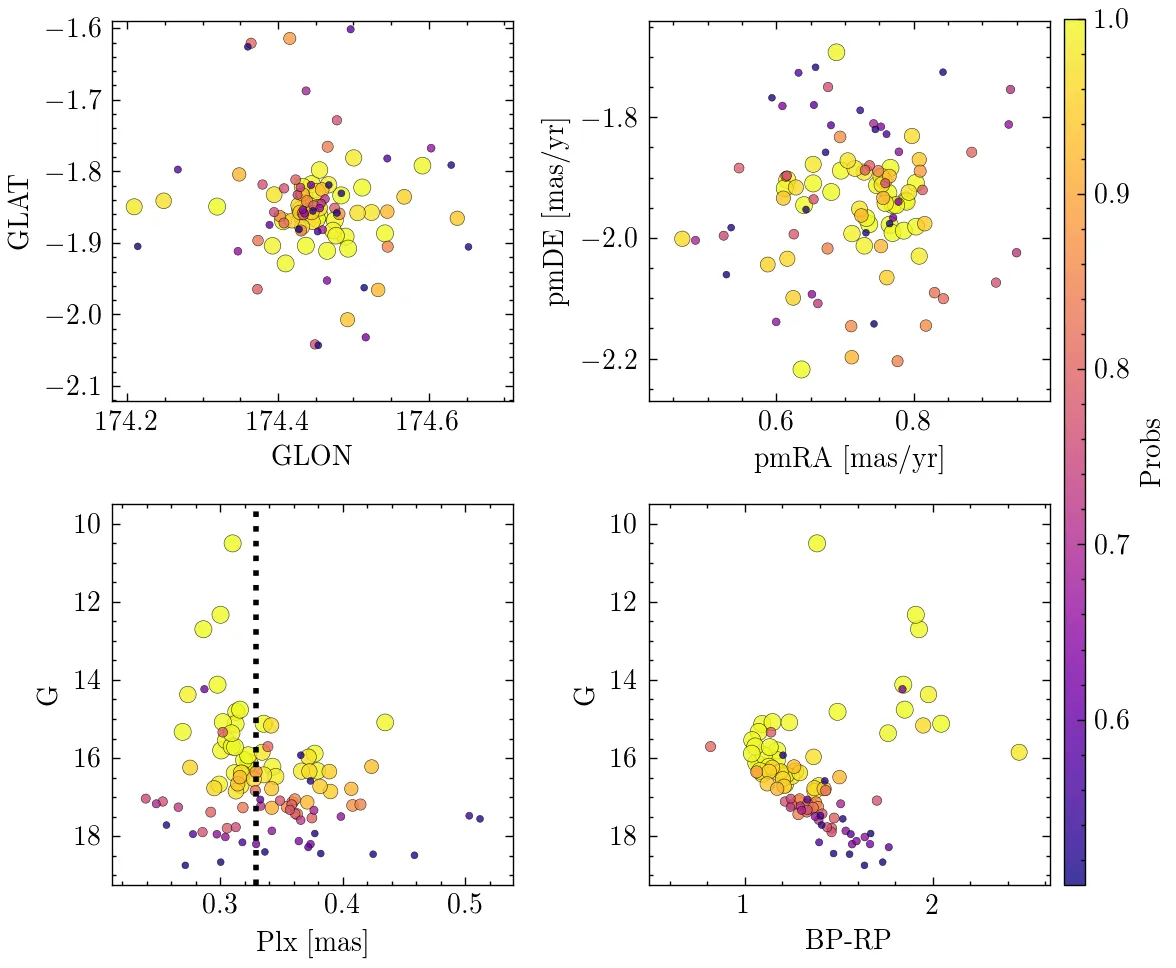 −1.6
−1.7
−1.8
−1.9
−2.0
−2.1
GLAT
174.2 174.4 174.6
GLON
−1.8
−2.0
−2.2
pmDE [mas/yr]
0.6 0.8
pmRA [mas/yr]
1.0
0.9
0.8
0.7
0.6
Probs
10
12
14
16
18
G
0.3 0.4 0.5
Plx [mas]
10
12
14
16
18
G
1 2
BP-RP